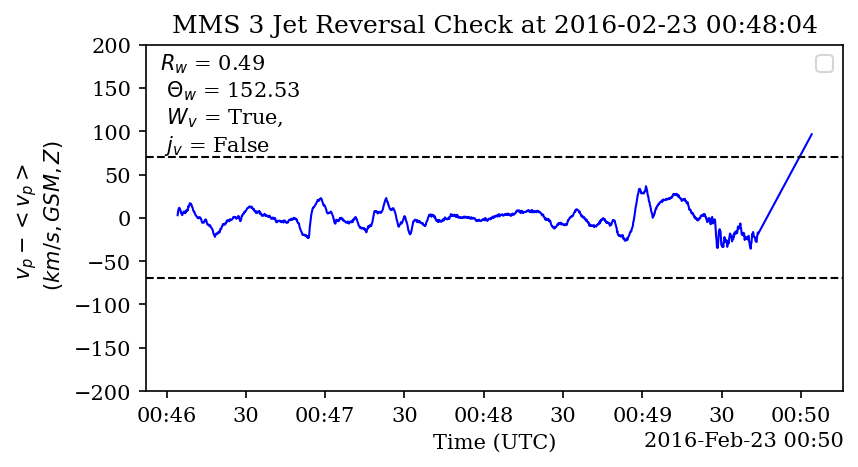 MMS 3 Jet Reversal Check at 2016-02-23 00:48:04
R_w = 0.49
Θ_w = 152.53
W_v = True,
j_v = False
v_p − < v_p >
(km/s, GSM, Z)
200
150
100
50
0
−50
−100
−150
−200
00:46 30 00:47 30 00:48 30 00:49 30 00:50
Time (UTC)
2016-Feb-23 00:50